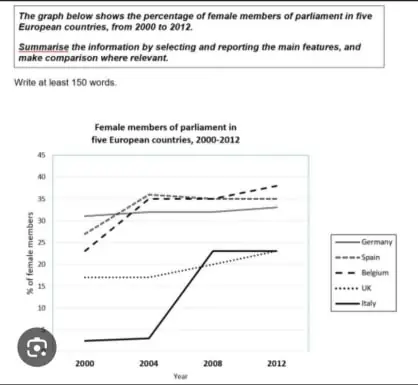 The graph below shows the percentage of female members of parliament in five
European countries, from 2000 to 2012.
Summarise the information by selecting and reporting the main features, and
make comparison where relevant.
Write at least 150 words.
Female members of parliament in
five European countries, 2000-2012
45
40
35
30
25
20
15
10
5
% of female members
2000 2004 2008 2012
Year
Germany
Spain
Belgium
UK
Italy